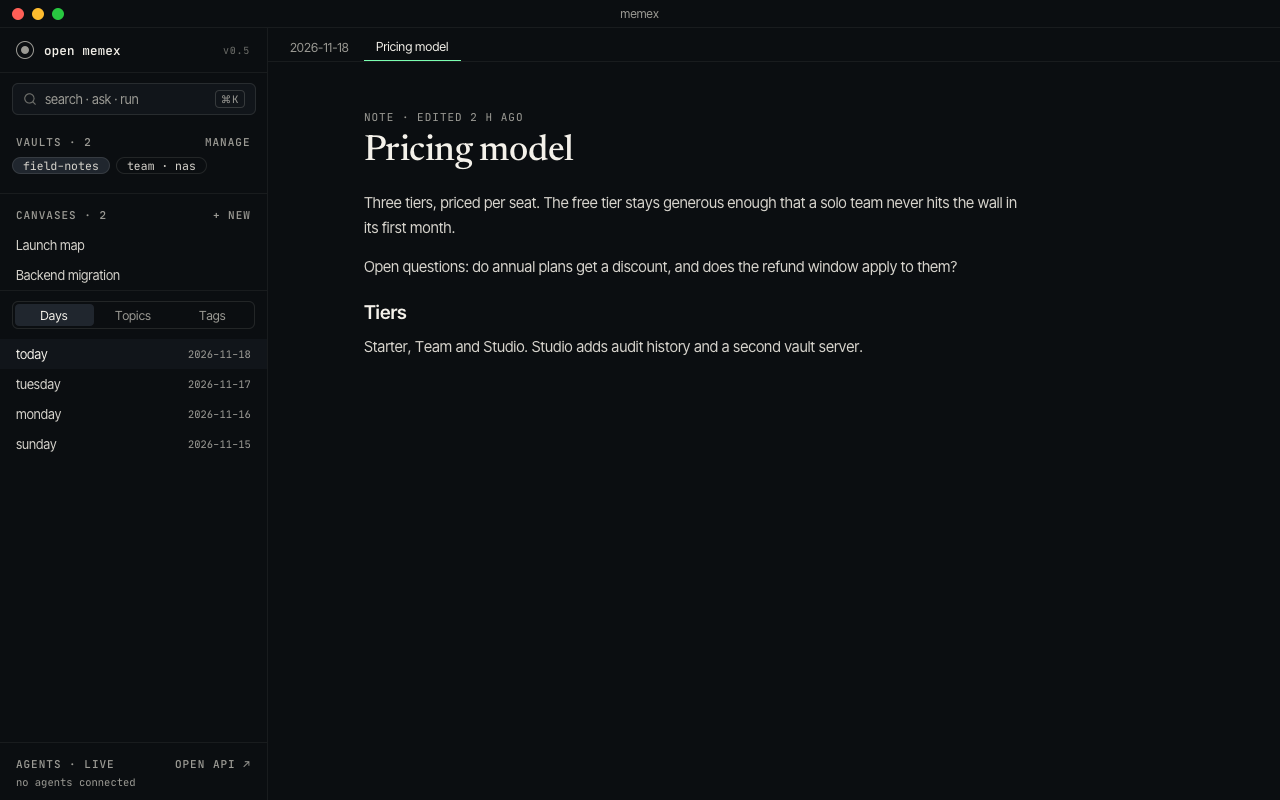 memex
open memex v0.5
search · ask · run ⌘K
VAULTS · 2 MANAGE
field-notes team · nas
CANVASES · 2 + NEW
Launch map
Backend migration
Days Topics Tags
today 2026-11-18
tuesday 2026-11-17
monday 2026-11-16
sunday 2026-11-15
AGENTS · LIVE OPEN API ↗
no agents connected
2026-11-18 Pricing model
NOTE · EDITED 2 H AGO
Pricing model
Three tiers, priced per seat. The free tier stays generous enough that a solo team never hits the wall in
its first month.
Open questions: do annual plans get a discount, and does the refund window apply to them?
Tiers
Starter, Team and Studio. Studio adds audit history and a second vault server.